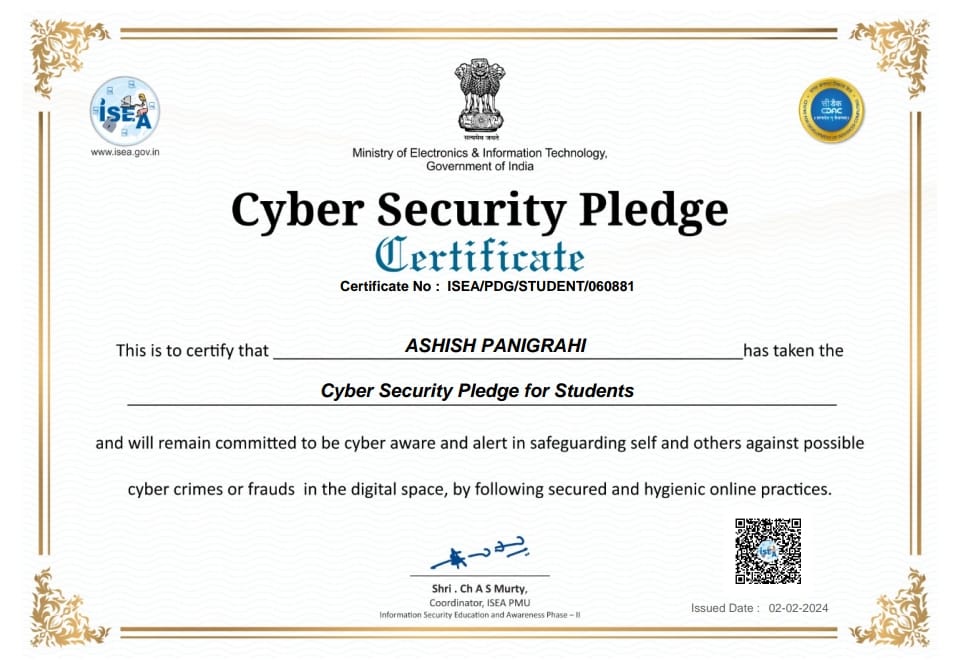 ISEA
www.isea.gov.in
सत्यमेव जयते
सी डैक
CDAC
Ministry of Electronics & Information Technology,
Government of India
Cyber Security Pledge
Certificate
Certificate No : ISEA/PDG/STUDENT/060881
This is to certify that ASHISH PANIGRAHI has taken the
Cyber Security Pledge for Students
and will remain committed to be cyber aware and alert in safeguarding self and others against possible
cyber crimes or frauds in the digital space, by following secured and hygienic online practices.
Shri . Ch A S Murty,
Coordinator, ISEA PMU
Information Security Education and Awareness Phase – II
ISEA
Issued Date : 02-02-2024